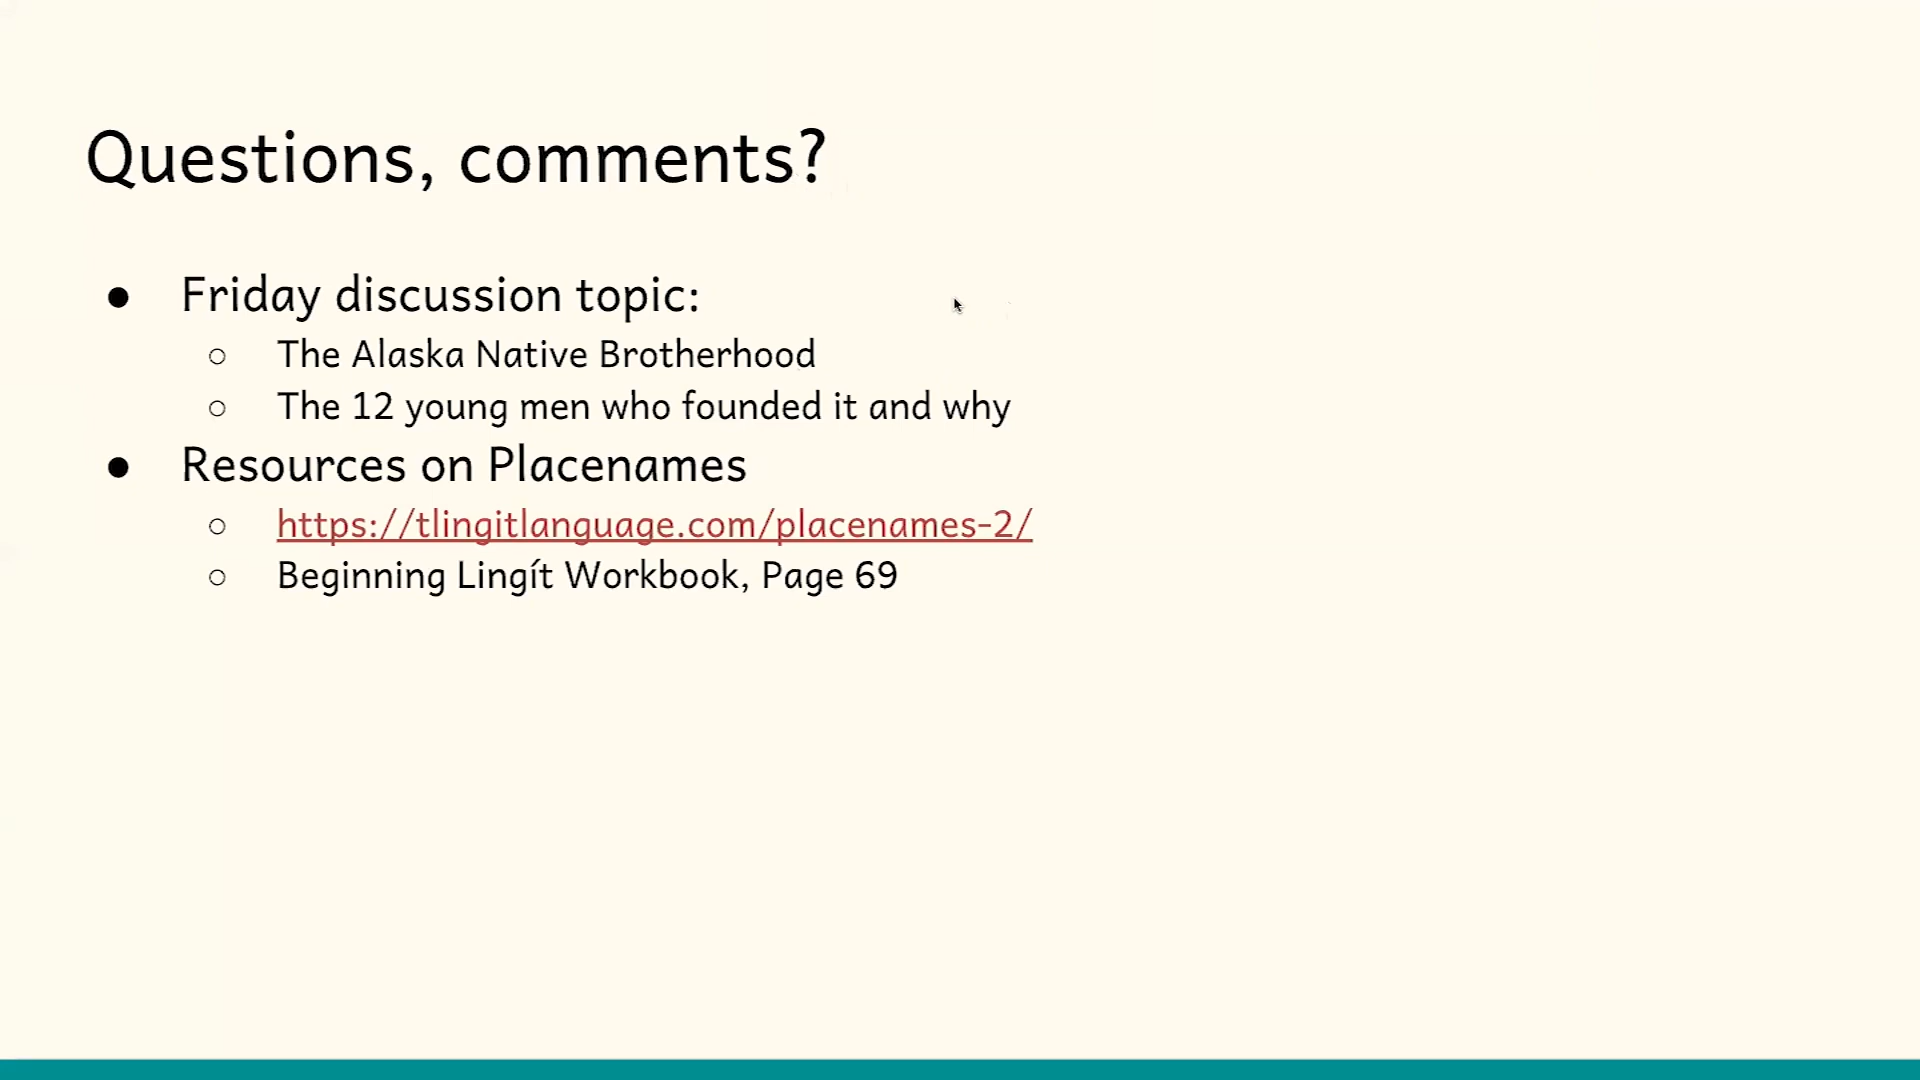 Questions, comments?
● Friday discussion topic:
○ The Alaska Native Brotherhood
○ The 12 young men who founded it and why
● Resources on Placenames
○ https://tlingitlanguage.com/placenames-2/
○ Beginning Lingít Workbook, Page 69